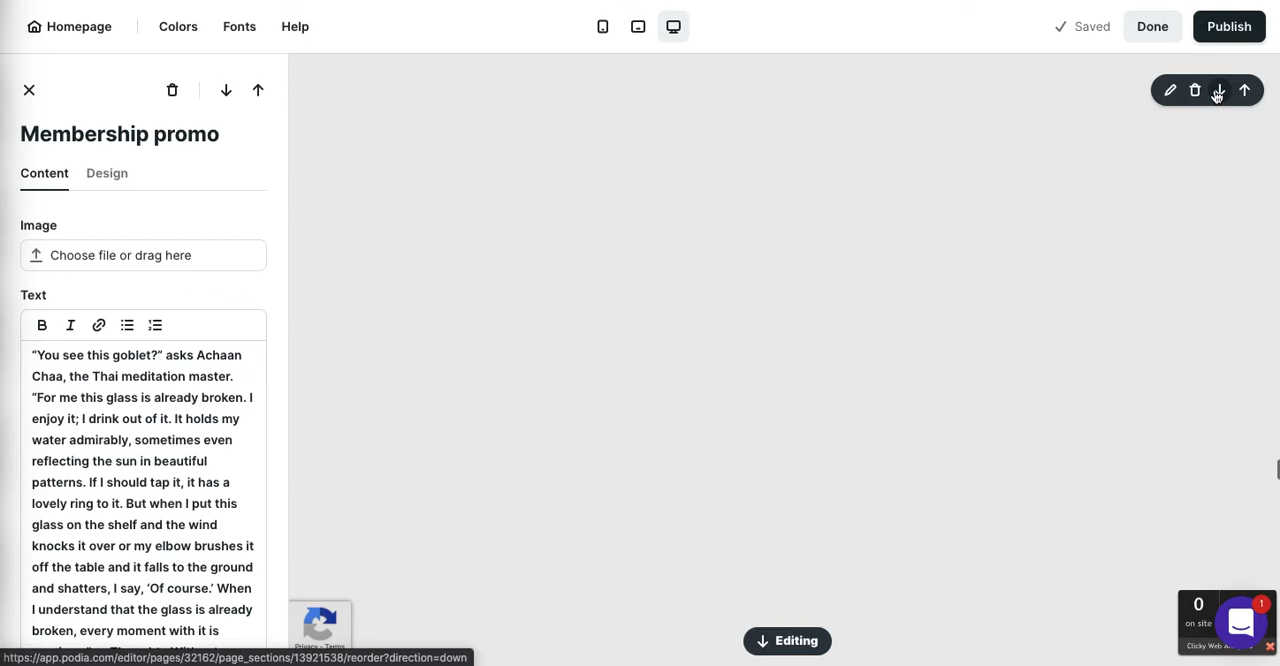 Homepage
Colors
Fonts
Help
Saved
Done
Publish
Membership promo
Content
Design
Image
Choose file or drag here
Text
B I
“You see this goblet?” asks Achaan
Chaa, the Thai meditation master.
“For me this glass is already broken. I
enjoy it; I drink out of it. It holds my
water admirably, sometimes even
reflecting the sun in beautiful
patterns. If I should tap it, it has a
lovely ring to it. But when I put this
glass on the shelf and the wind
knocks it over or my elbow brushes it
off the table and it falls to the ground
and shatters, I say, ‘Of course.’ When
I understand that the glass is already
broken, every moment with it is
https://app.podia.com/editor/pages/32162/page_sections/13921538/reorder?direction=down
Privacy - Terms
Editing
0
on site
1
Clicky Web